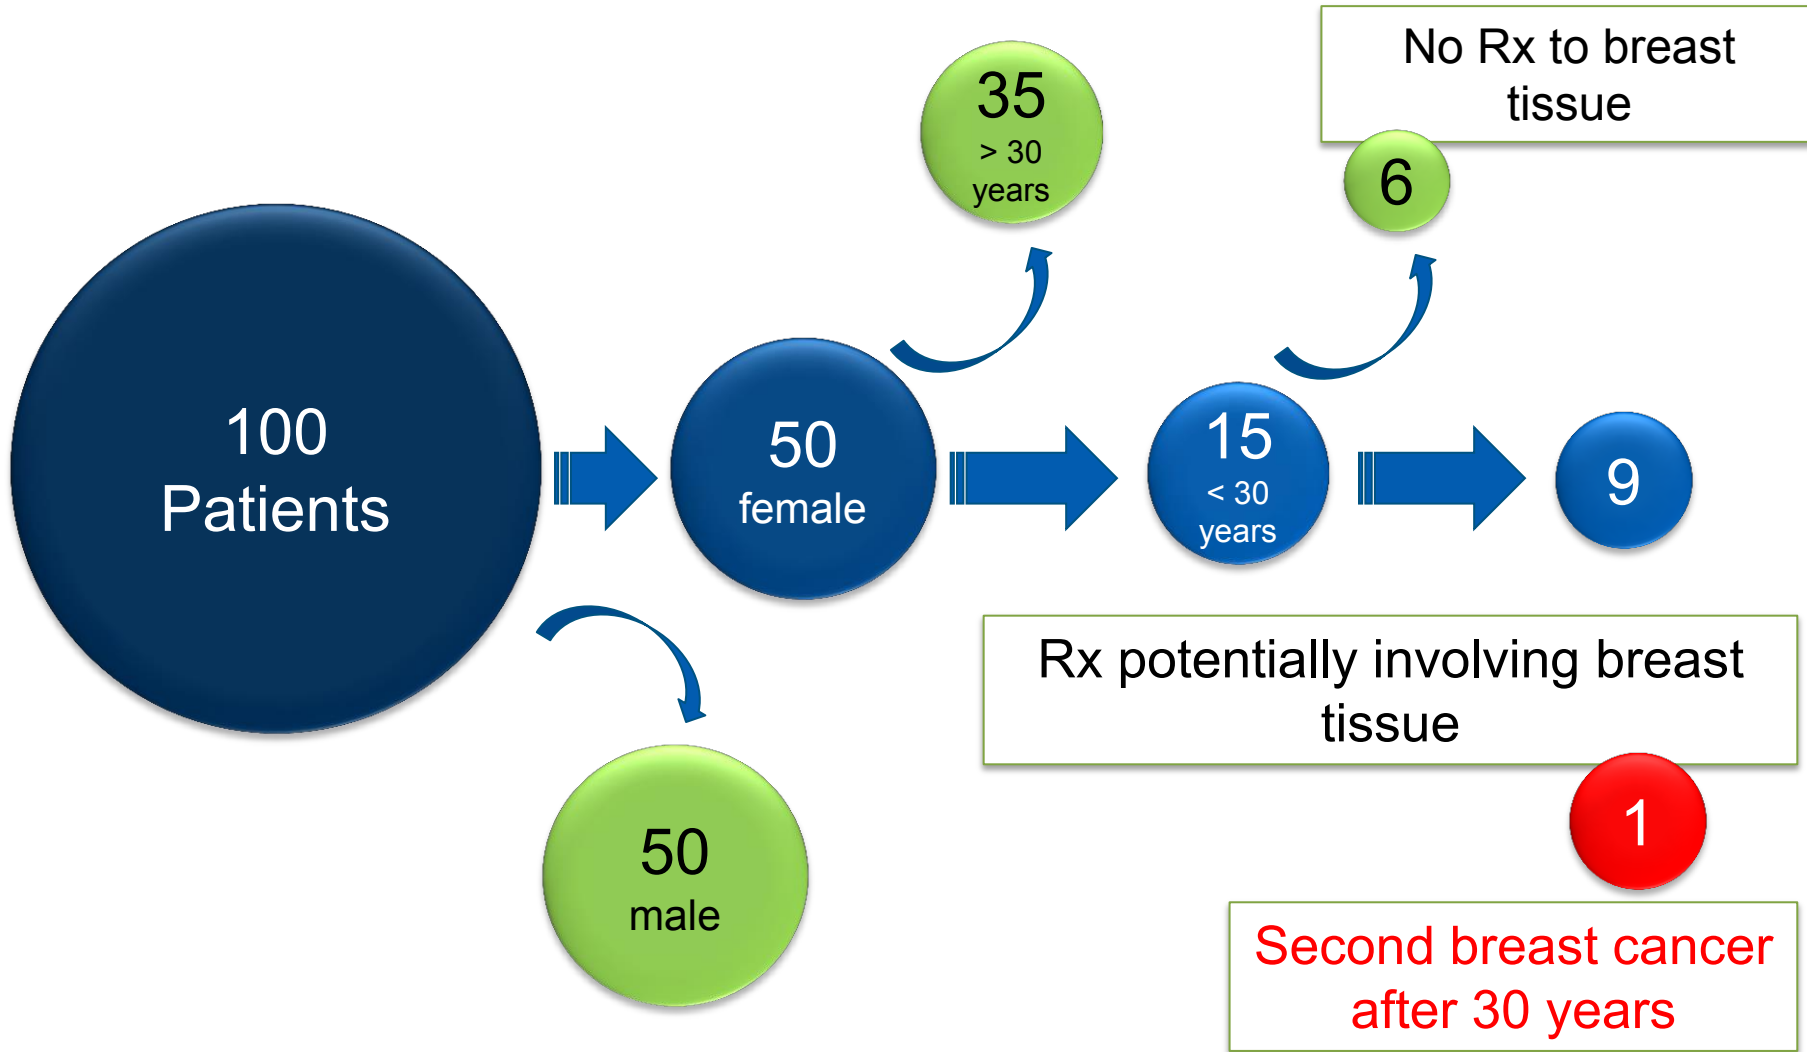 100
Patients
50
female
50
male
35
> 30
years
15
< 30
years
No Rx to breast
tissue
6
9
Rx potentially involving breast
tissue
1
Second breast cancer
after 30 years